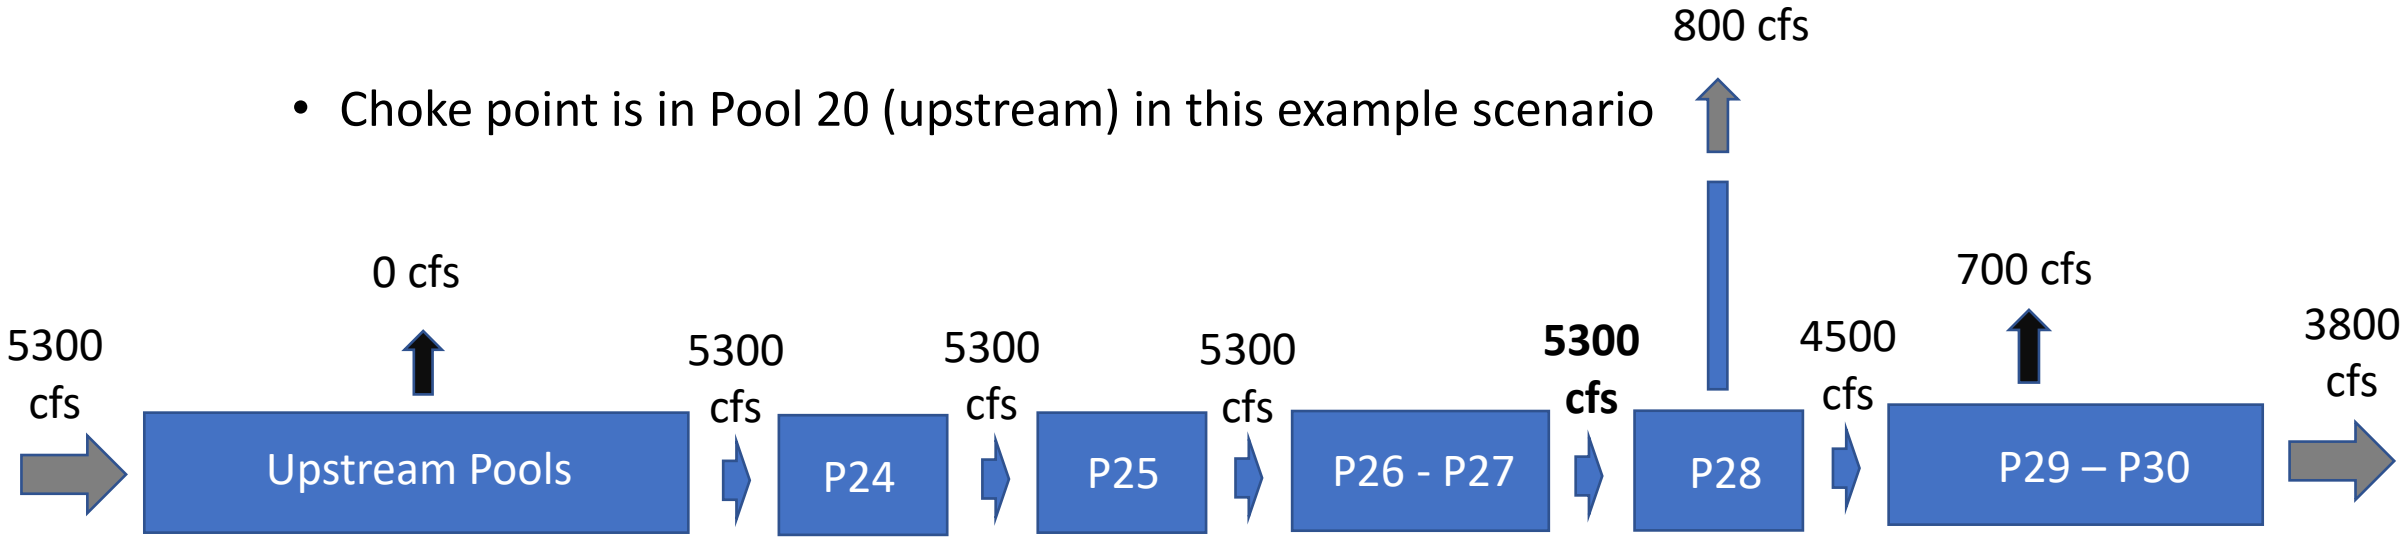 800 cfs
• Choke point is in Pool 20 (upstream) in this example scenario
0 cfs
700 cfs
5300
cfs
5300
cfs
5300
cfs
5300
cfs
5300
cfs
4500
cfs
3800
cfs
Upstream Pools
P24
P25
P26 - P27
P28
P29 – P30